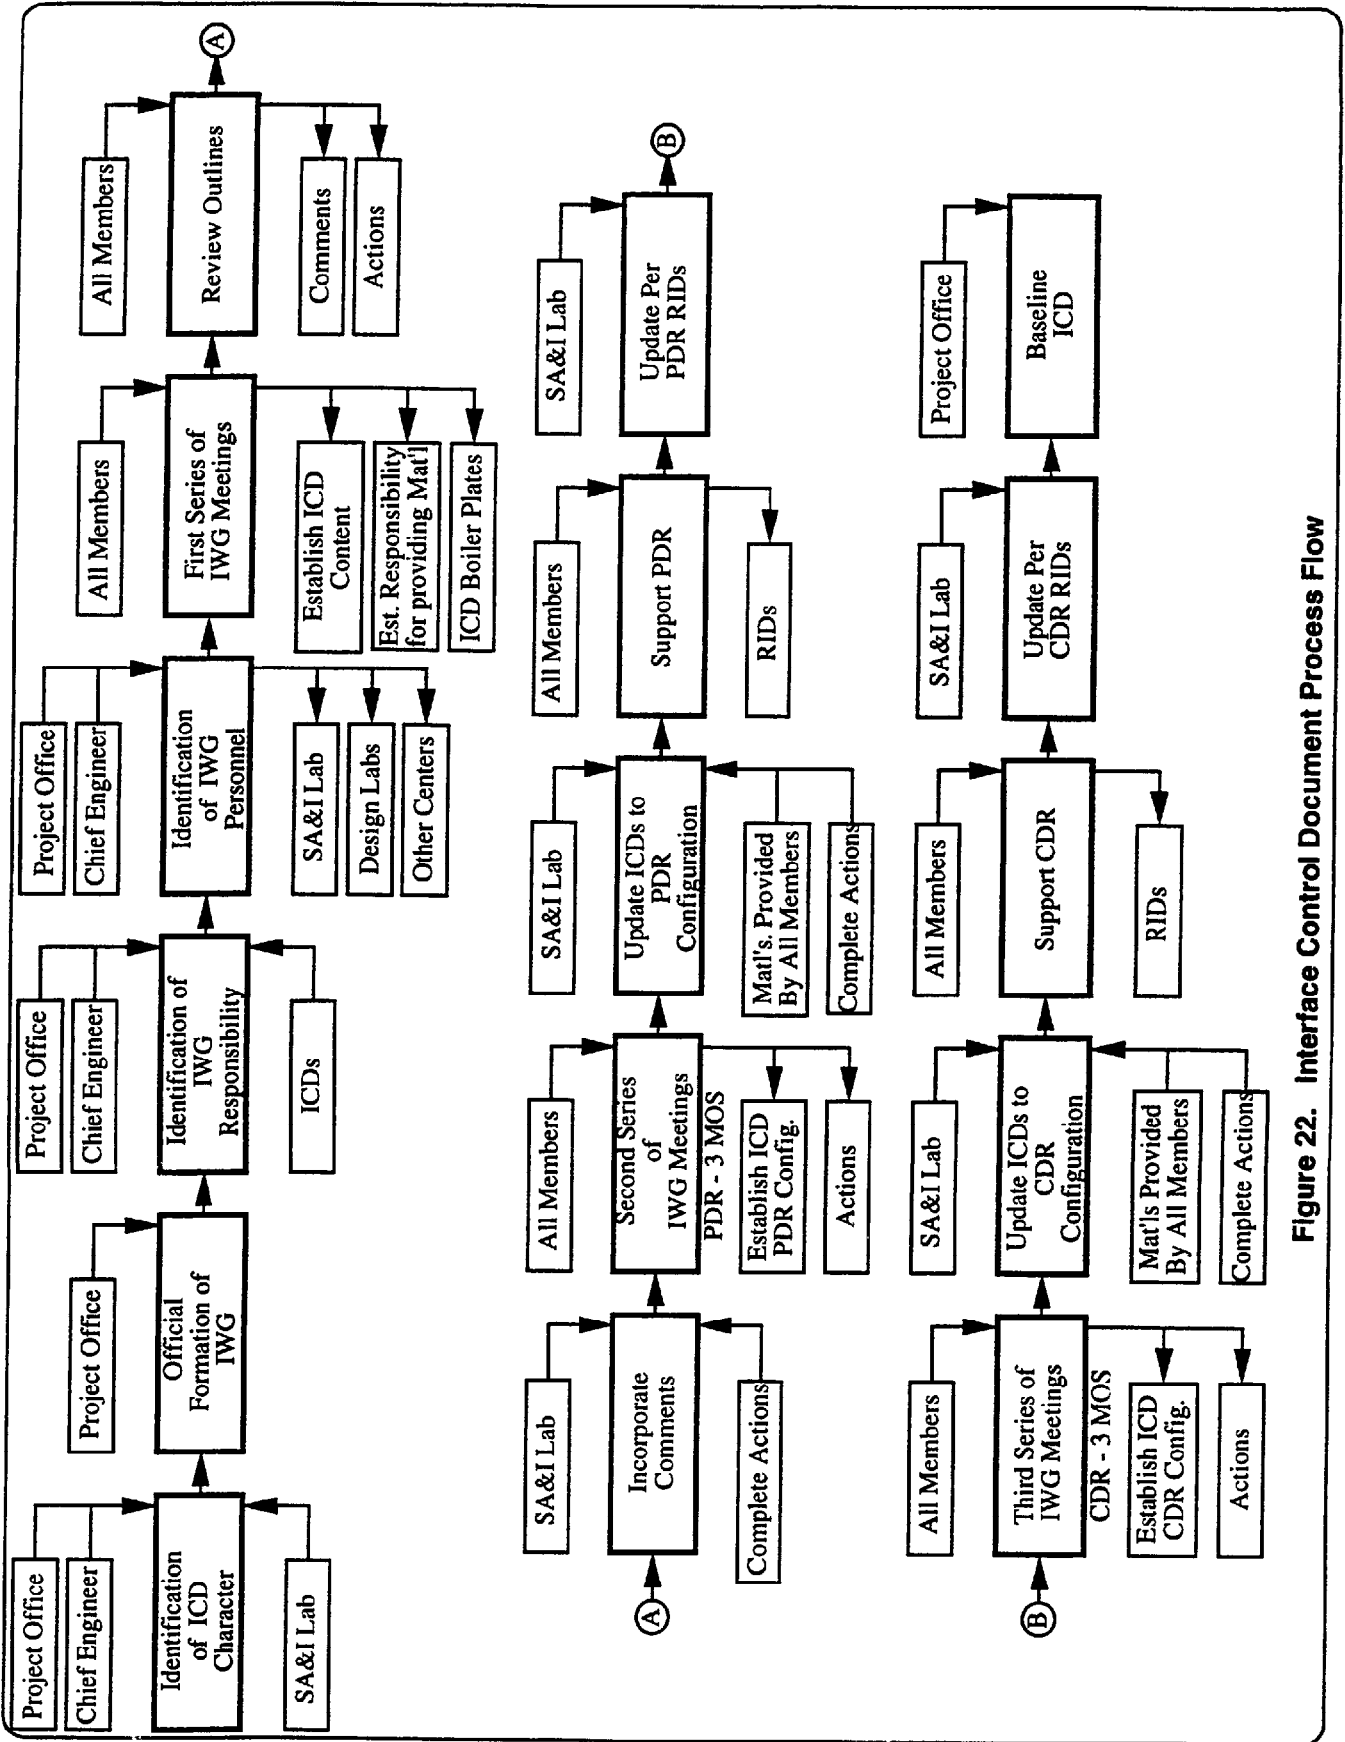 Project Office
Chief Engineer
Identification
of ICD
Character
SA&I Lab
Project Office
Official
Formation of
IWG
Project Office
Chief Engineer
Identification of
IWG
Responsibility
ICDs
Project Office
Chief Engineer
Identification
of IWG
Personnel
SA&I Lab
Design Labs
Other Centers
All Members
First Series of
IWG Meetings
Establish ICD
Content
Est. Responsibility
for providing Mat'l
ICD Boiler Plates
All Members
Review Outlines
Comments
Actions
A
A
SA&I Lab
Incorporate
Comments
Complete Actions
All Members
Second Series
of
IWG Meetings
PDR - 3 MOS
Establish ICD
PDR Config.
Actions
SA&I Lab
Update ICDs to
PDR
Configuration
Matl's. Provided
By All Members
Complete Actions
All Members
Support PDR
RIDs
SA&I Lab
Update Per
PDR RIDs
B
B
All Members
Third Series of
IWG Meetings
CDR - 3 MOS
Establish ICD
CDR Config.
Actions
SA&I Lab
Update ICDs to
CDR
Configuration
Mat'ls Provided
By All Members
Complete Actions
All Members
Support CDR
RIDs
SA&I Lab
Update Per
CDR RIDs
Project Office
Baseline
ICD
Figure 22. Interface Control Document Process Flow